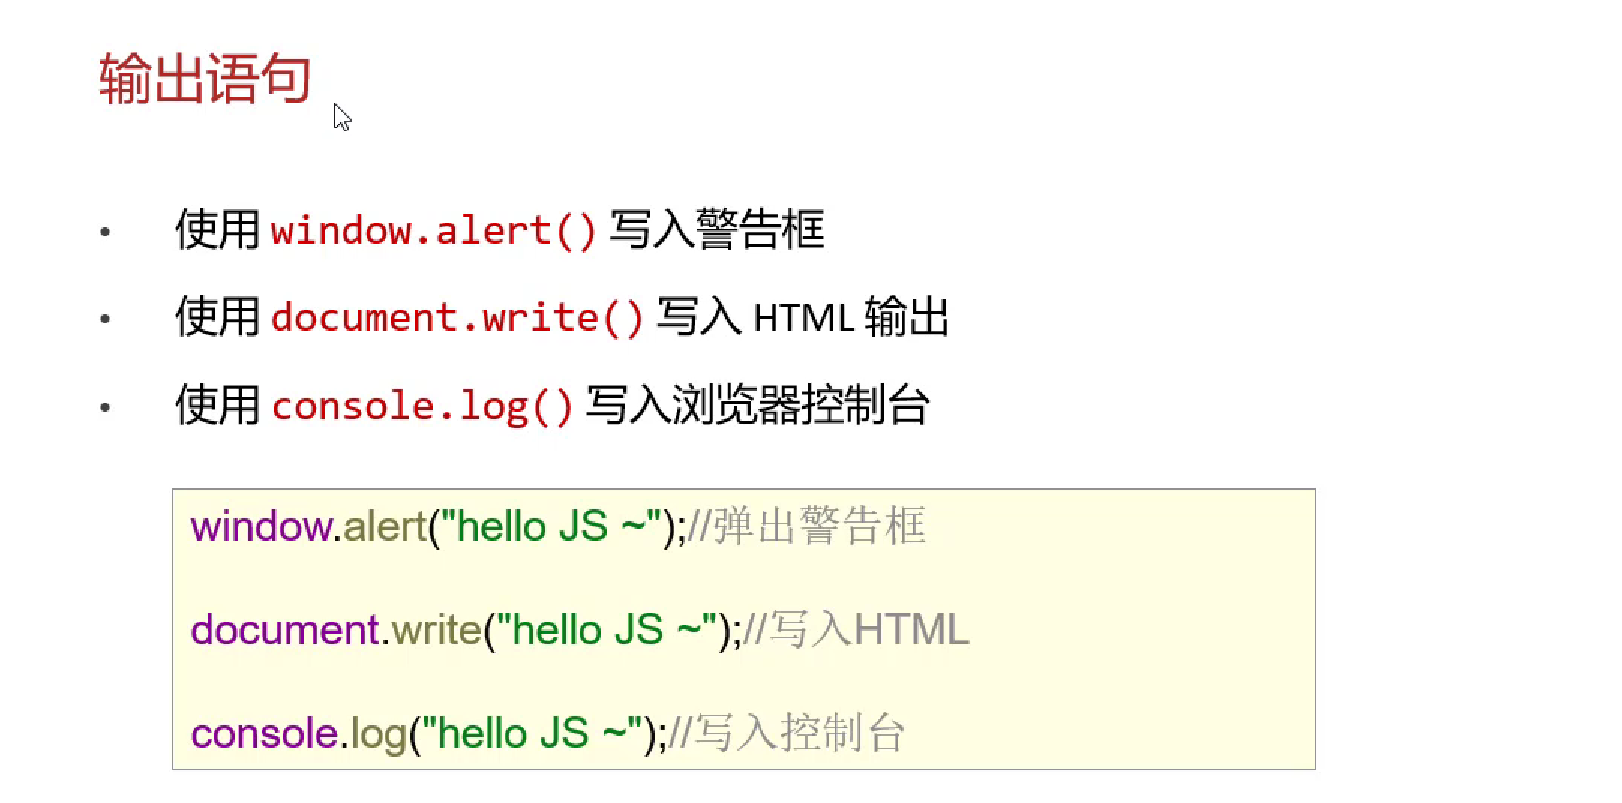 输出语句
• 使用 window.alert() 写入警告框
• 使用 document.write() 写入 HTML 输出
• 使用 console.log() 写入浏览器控制台
window.alert("hello JS ~");//弹出警告框
document.write("hello JS ~");//写入HTML
console.log("hello JS ~");//写入控制台